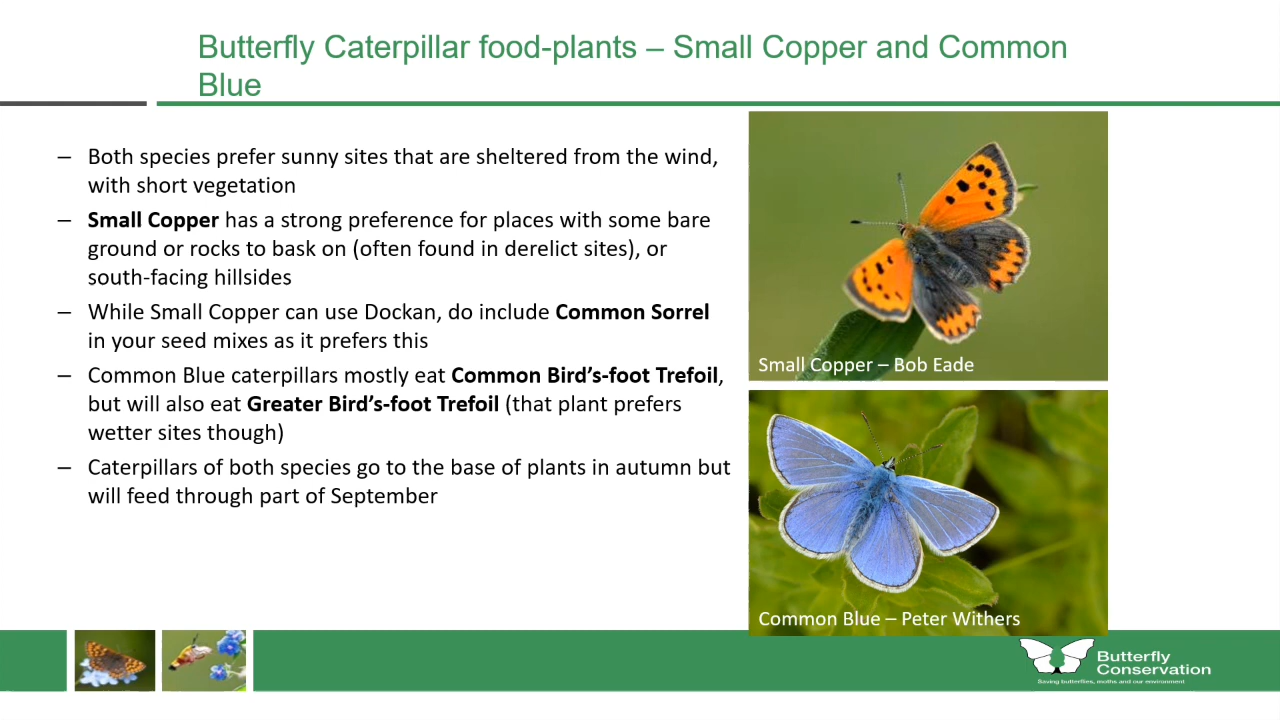 Butterfly Caterpillar food-plants – Small Copper and Common
Blue
– Both species prefer sunny sites that are sheltered from the wind,
with short vegetation
– Small Copper has a strong preference for places with some bare
ground or rocks to bask on (often found in derelict sites), or
south-facing hillsides
– While Small Copper can use Dockan, do include Common Sorrel
in your seed mixes as it prefers this
– Common Blue caterpillars mostly eat Common Bird’s-foot Trefoil,
but will also eat Greater Bird’s-foot Trefoil (that plant prefers
wetter sites though)
– Caterpillars of both species go to the base of plants in autumn but
will feed through part of September
Small Copper – Bob Eade
Common Blue – Peter Withers
Butterfly
Conservation
Saving butterflies, moths and our environment